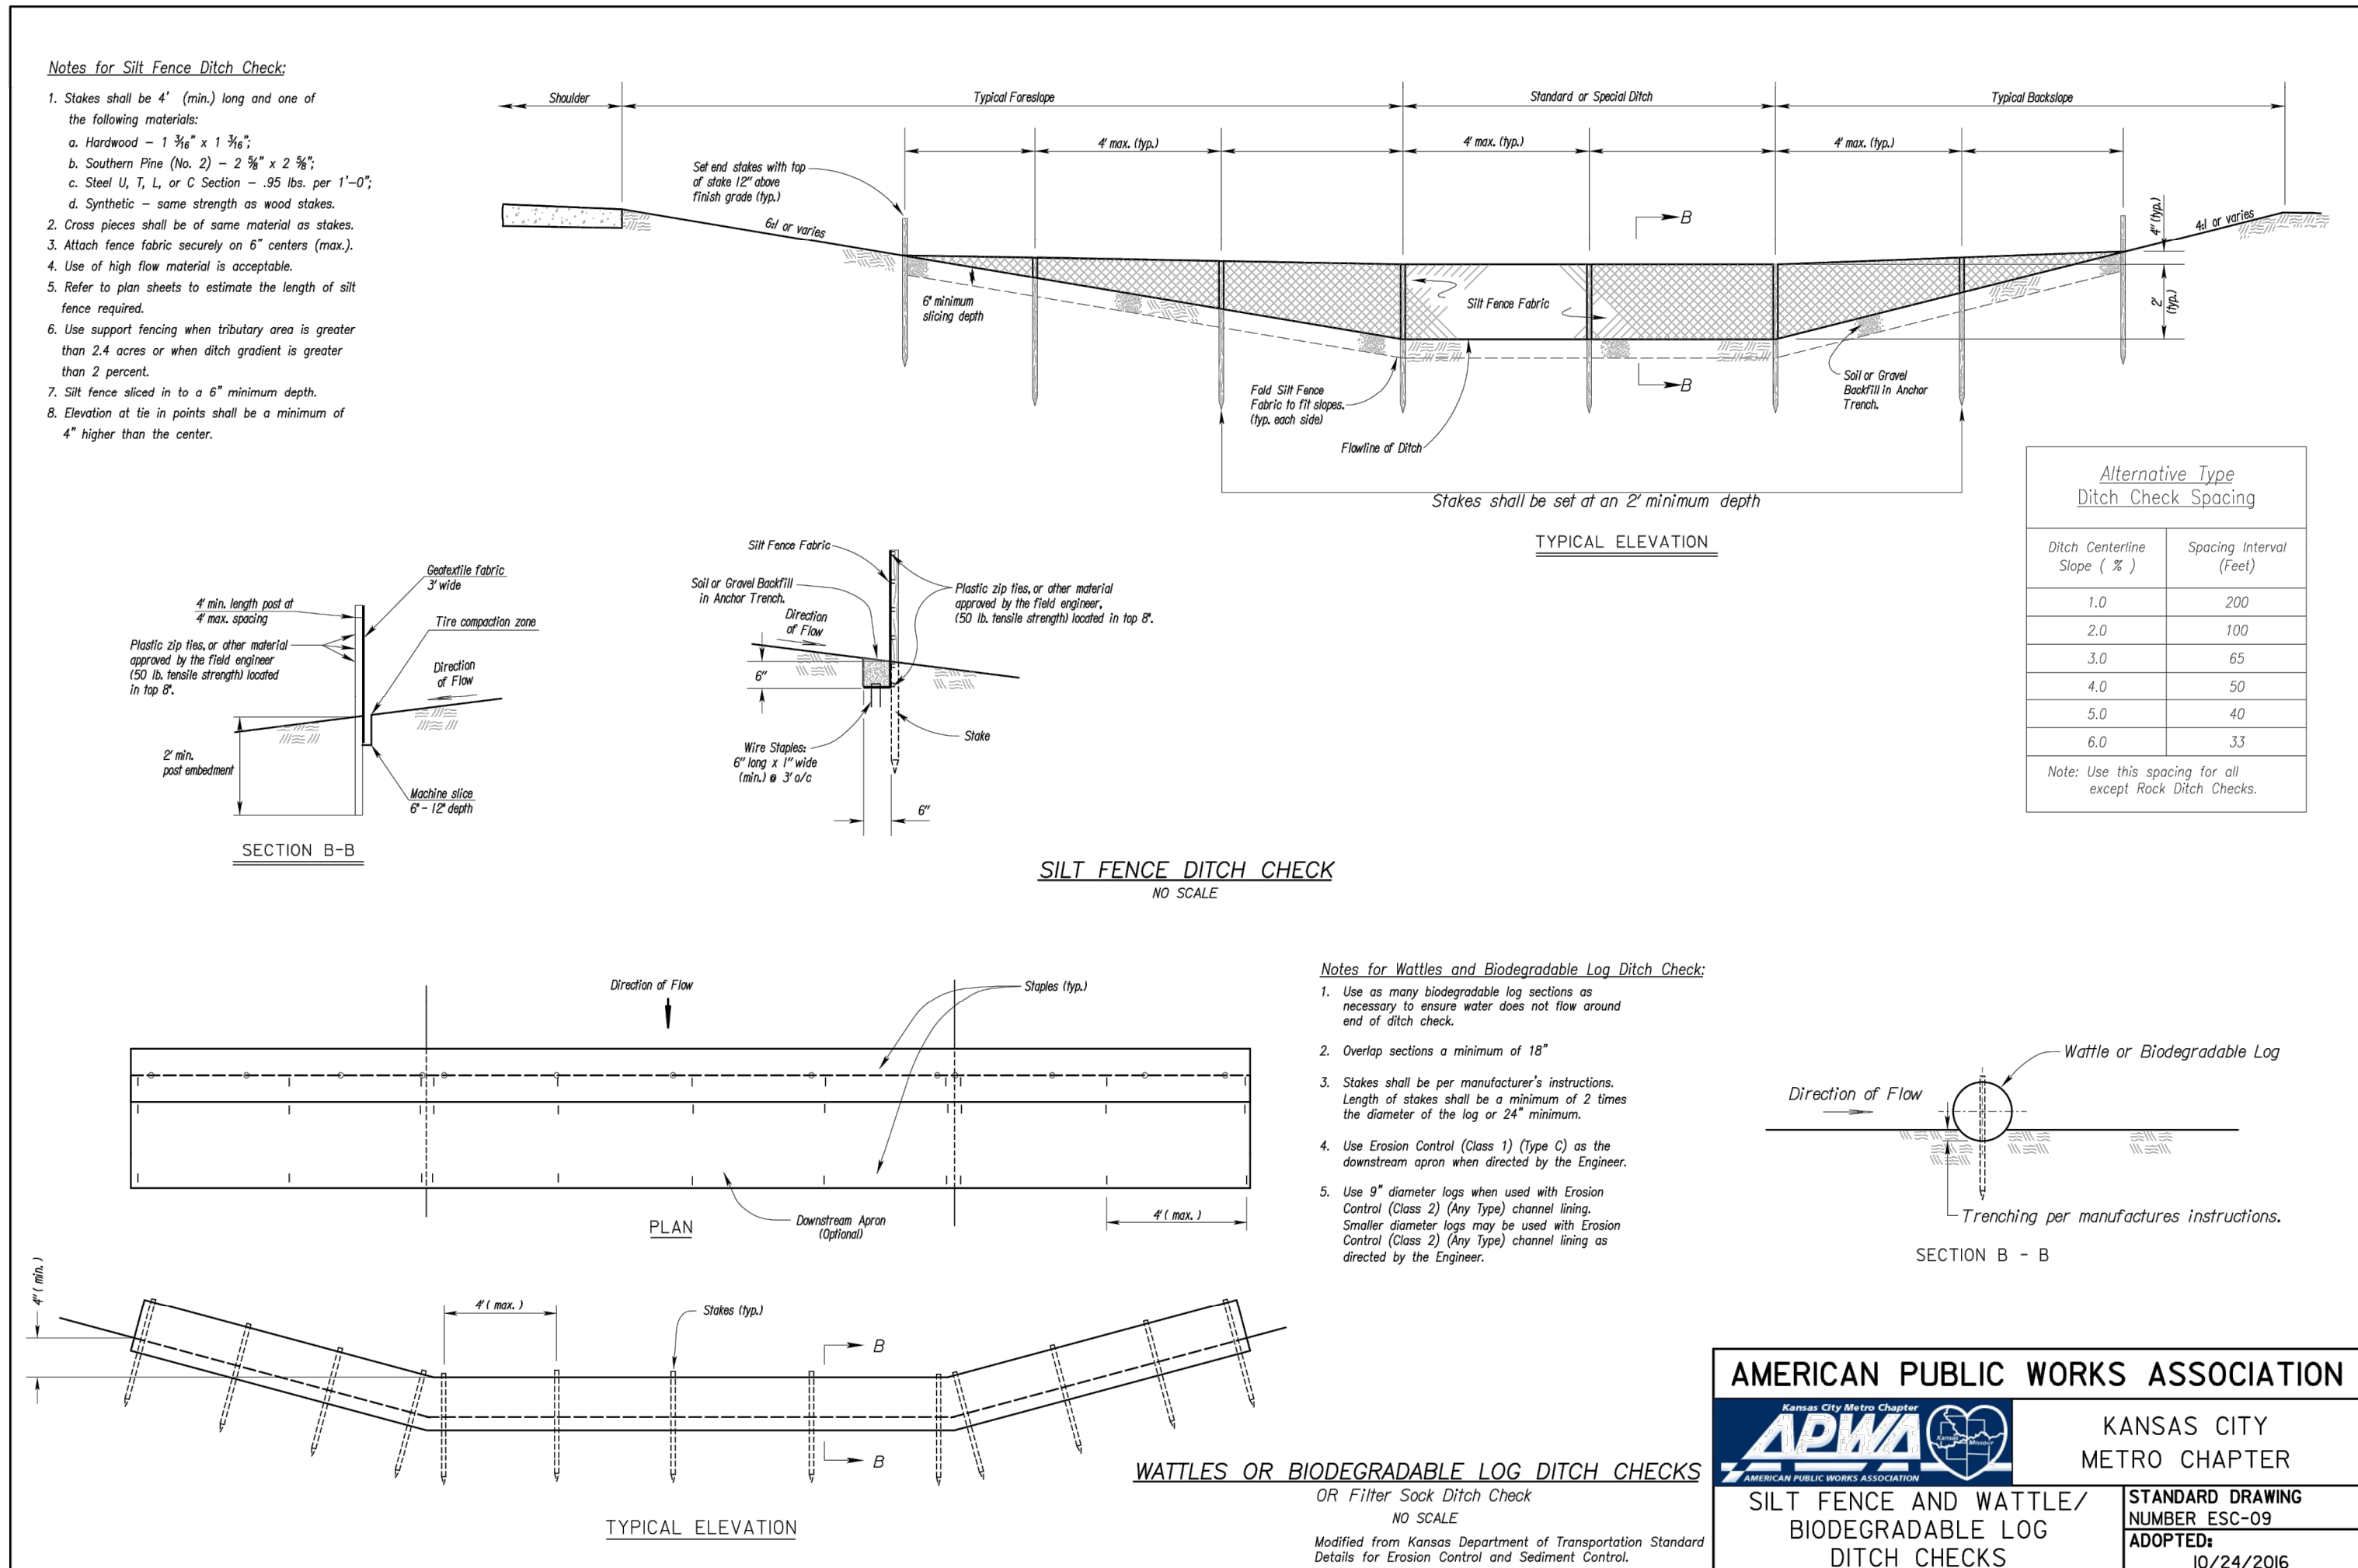 Notes for Silt Fence Ditch Check:
1. Stakes shall be 4' (min.) long and one of
the following materials:
a. Hardwood – 1 3/16" x 1 3/16";
b. Southern Pine (No. 2) – 2 5/8" x 2 5/8";
c. Steel U, T, L, or C Section – .95 lbs. per 1'-0";
d. Synthetic – same strength as wood stakes.
2. Cross pieces shall be of same material as stakes.
3. Attach fence fabric securely on 6" centers (max.).
4. Use of high flow material is acceptable.
5. Refer to plan sheets to estimate the length of silt
fence required.
6. Use support fencing when tributary area is greater
than 2.4 acres or when ditch gradient is greater
than 2 percent.
7. Silt fence sliced in to a 6" minimum depth.
8. Elevation at tie in points shall be a minimum of
4" higher than the center.
Shoulder
Typical Foreslope
Standard or Special Ditch
Typical Backslope
4' max. (typ.)
4' max. (typ.)
4' max. (typ.)
Set end stakes with top
of stake 12" above
finish grade (typ.)
6:1 or varies
B
4" (typ.)
4:1 or varies
6" minimum
slicing depth
Silt Fence Fabric
2'
(typ.)
Fold Silt Fence
Fabric to fit slopes.
(typ. each side)
B
Soil or Gravel
Backfill in Anchor
Trench.
Flowline of Ditch
Stakes shall be set at an 2' minimum depth
TYPICAL ELEVATION
Alternative Type
Ditch Check Spacing
Ditch Centerline
Slope ( % )
Spacing Interval
(Feet)
1.0 200
2.0 100
3.0 65
4.0 50
5.0 40
6.0 33
Note: Use this spacing for all
except Rock Ditch Checks.
Geotextile fabric
3' wide
4' min. length post at
4' max. spacing
Tire compaction zone
Plastic zip ties, or other material
approved by the field engineer
(50 lb. tensile strength) located
in top 8".
Direction
of Flow
2' min.
post embedment
Machine slice
6" - 12" depth
SECTION B-B
Silt Fence Fabric
Soil or Gravel Backfill
in Anchor Trench.
Plastic zip ties, or other material
approved by the field engineer,
(50 lb. tensile strength) located in top 8".
Direction
of Flow
6"
Stake
Wire Staples:
6" long x 1" wide
(min.) @ 3' o/c
6"
SILT FENCE DITCH CHECK
NO SCALE
Direction of Flow
Staples (typ.)
PLAN
Downstream Apron
(Optional)
4' ( max. )
Notes for Wattles and Biodegradable Log Ditch Check:
1. Use as many biodegradable log sections as
necessary to ensure water does not flow around
end of ditch check.
2. Overlap sections a minimum of 18"
3. Stakes shall be per manufacturer's instructions.
Length of stakes shall be a minimum of 2 times
the diameter of the log or 24" minimum.
4. Use Erosion Control (Class 1) (Type C) as the
downstream apron when directed by the Engineer.
5. Use 9" diameter logs when used with Erosion
Control (Class 2) (Any Type) channel lining.
Smaller diameter logs may be used with Erosion
Control (Class 2) (Any Type) channel lining as
directed by the Engineer.
Wattle or Biodegradable Log
Direction of Flow
Trenching per manufactures instructions.
SECTION B - B
4" ( min. )
4' ( max. )
Stakes (typ.)
B
B
TYPICAL ELEVATION
WATTLES OR BIODEGRADABLE LOG DITCH CHECKS
OR Filter Sock Ditch Check
NO SCALE
Modified from Kansas Department of Transportation Standard
Details for Erosion Control and Sediment Control.
AMERICAN PUBLIC WORKS ASSOCIATION
Kansas City Metro Chapter
APWA
Kansas Missouri
AMERICAN PUBLIC WORKS ASSOCIATION
KANSAS CITY
METRO CHAPTER
SILT FENCE AND WATTLE/
BIODEGRADABLE LOG
DITCH CHECKS
STANDARD DRAWING
NUMBER ESC-09
ADOPTED:
10/24/2016